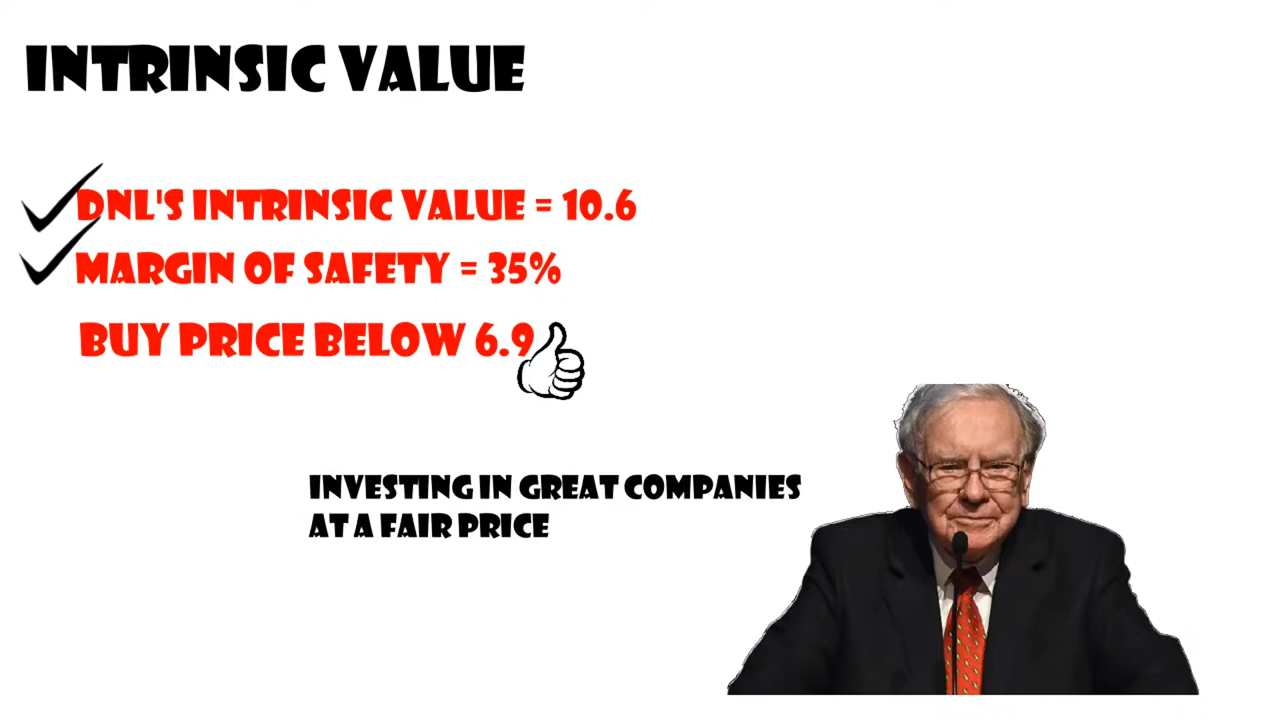 INTRINSIC VALUE
DNL'S INTRINSIC VALUE = 10.6
MARGIN OF SAFETY = 35%
BUY PRICE BELOW 6.9
INVESTING IN GREAT COMPANIES
AT A FAIR PRICE